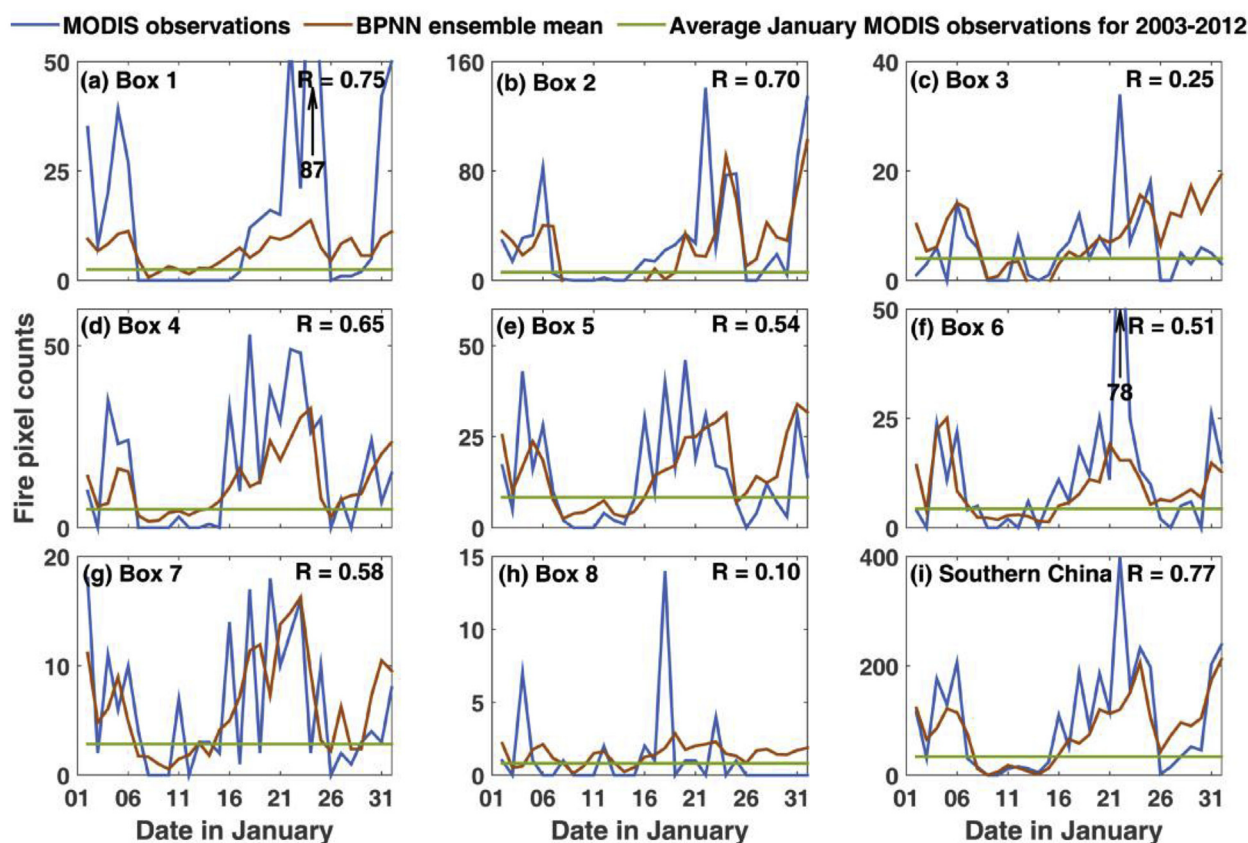 MODIS observations BPNN ensemble mean Average January MODIS observations for 2003-2012
50 (a) Box 1 R = 0.75 160 (b) Box 2 R = 0.70 40 (c) Box 3 R = 0.25
87
25 80 20
0 0 0
(d) Box 4 R = 0.65 (e) Box 5 R = 0.54 50 (f) Box 6 R = 0.51
50 50
78
25 25 25
0 0 0
Fire pixel counts
20 (g) Box 7 R = 0.58 15 (h) Box 8 R = 0.10 400 (i) Southern China R = 0.77
10
10 200
5
0 0 0
01 06 11 16 21 26 31 01 06 11 16 21 26 31 01 06 11 16 21 26 31
Date in January Date in January Date in January